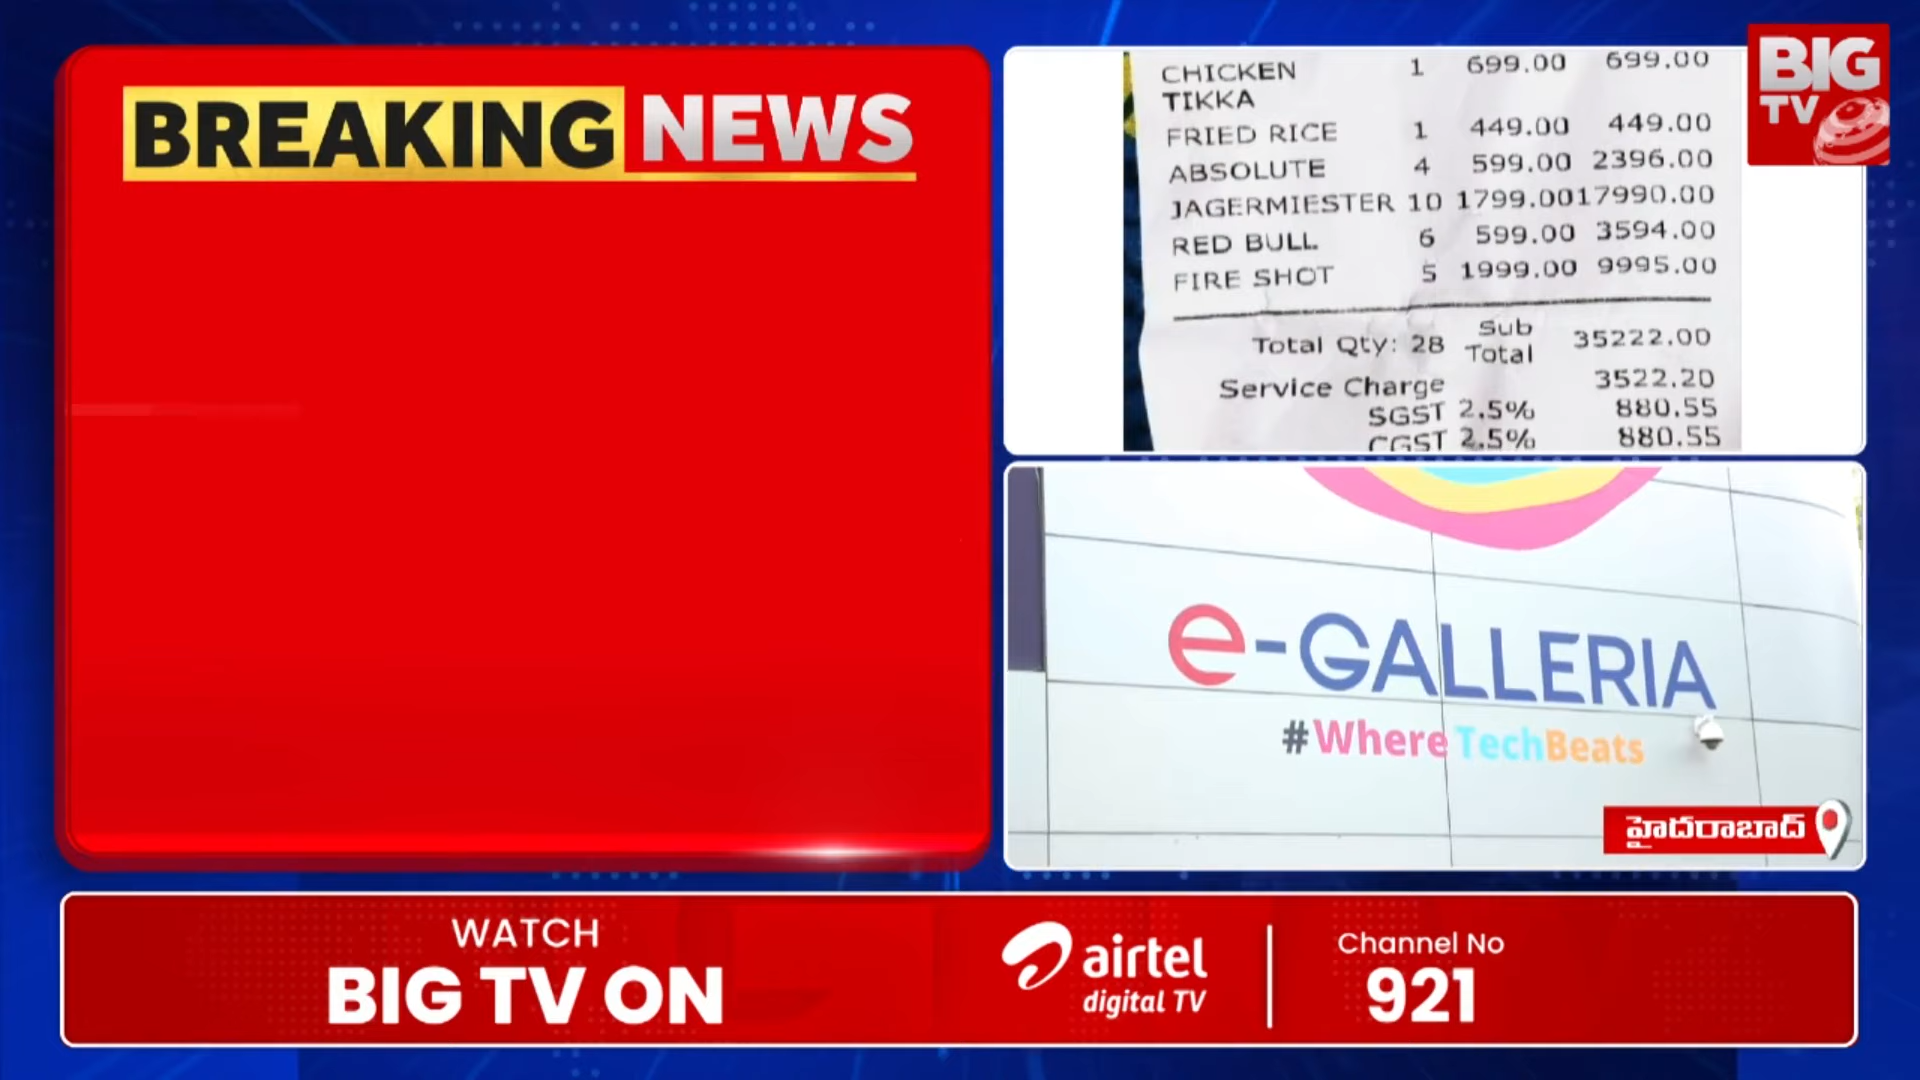 BREAKING NEWS
CHICKEN 1 699.00 699.00
TIKKA
FRIED RICE 1 449.00 449.00
ABSOLUTE 4 599.00 2396.00
JAGERMIESTER 10 1799.00 17990.00
RED BULL 6 599.00 3594.00
FIRE SHOT 5 1999.00 9995.00
Total Qty: 28 Sub Total 35222.00
Service Charge 3522.20
SGST 2.5% 880.55
CGST 2.5% 880.55
BIG
TV
e-GALLERIA
#WhereTechBeats
హైదరాబాద్
WATCH
BIG TV ON
airtel
digital TV
Channel No
921